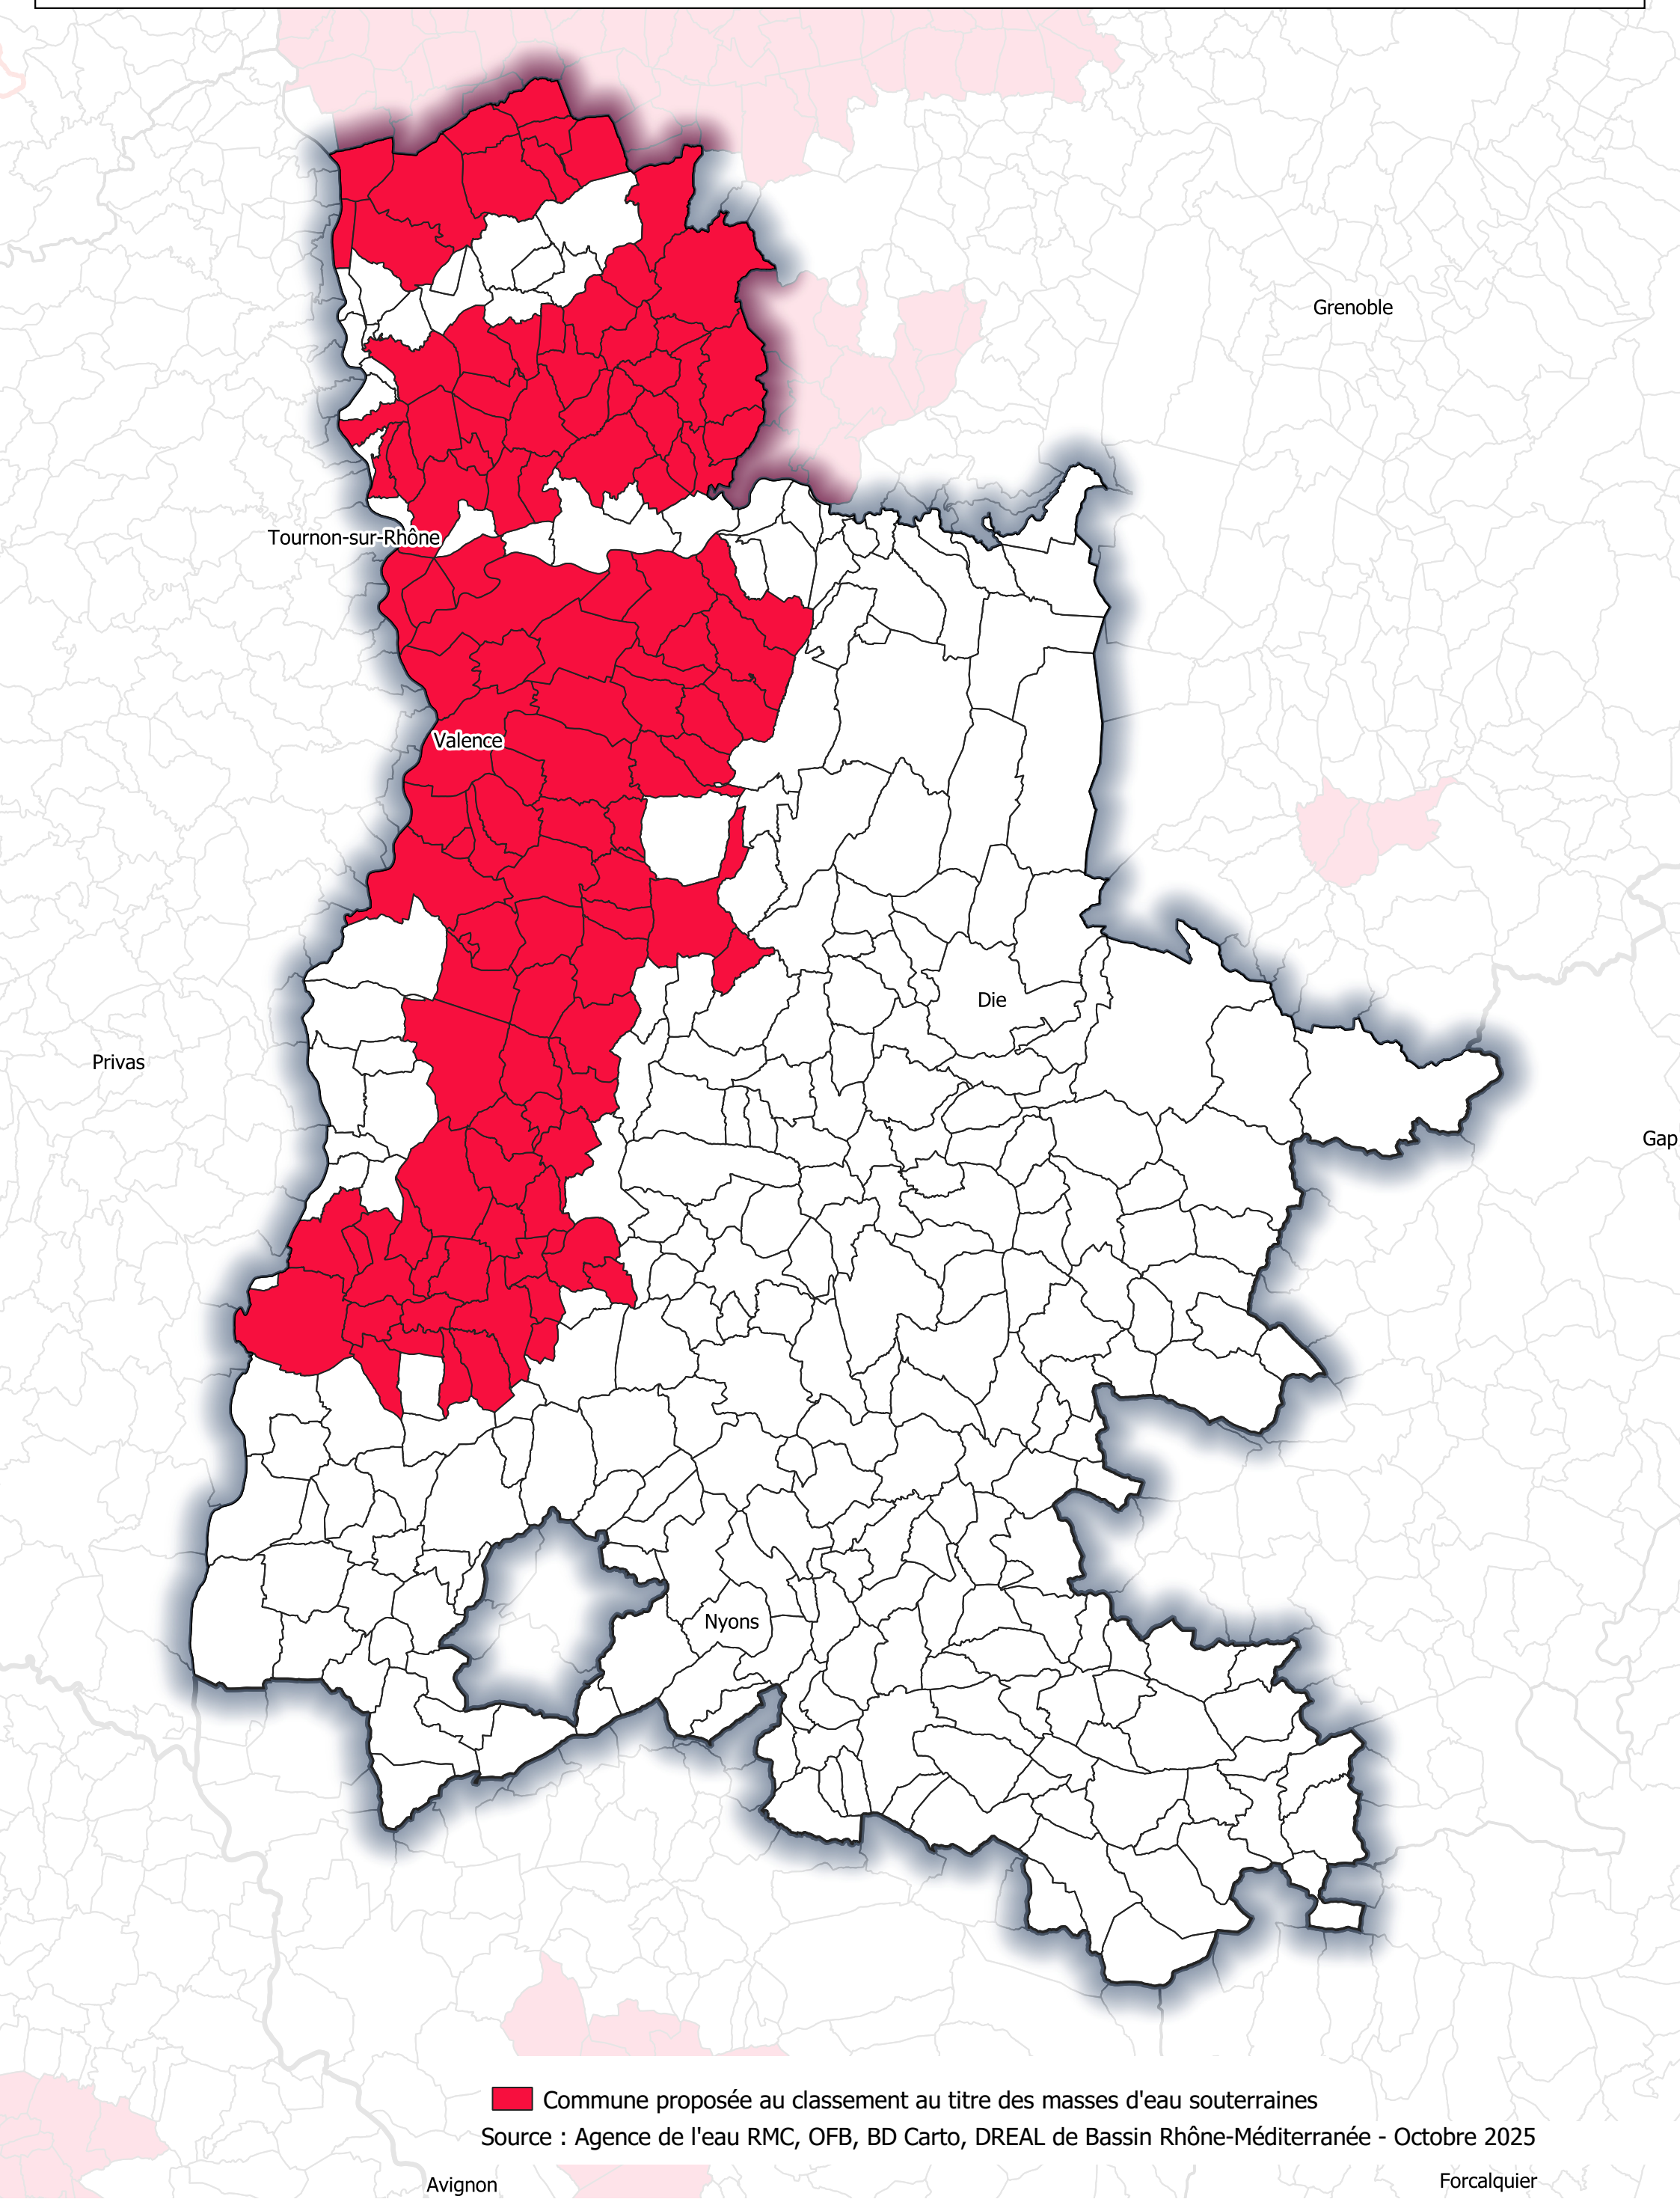 Grenoble
Tournon-sur-Rhône
Valence
Die
Privas
Gap
Nyons
Commune proposée au classement au titre des masses d'eau souterraines
Source : Agence de l'eau RMC, OFB, BD Carto, DREAL de Bassin Rhône-Méditerranée - Octobre 2025
Avignon
Forcalquier